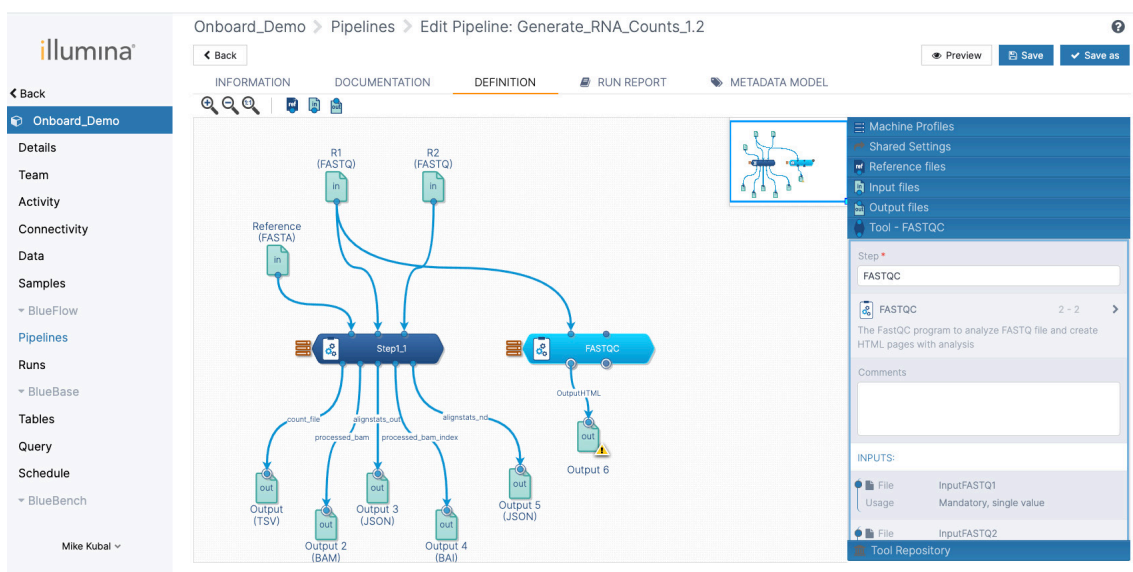 Onboard_Demo > Pipelines > Edit Pipeline: Generate_RNA_Counts_1.2
illumina®
Back
Preview
Save
Save as
INFORMATION
DOCUMENTATION
DEFINITION
RUN REPORT
METADATA MODEL
Back
Onboard_Demo
Details
Team
Activity
Connectivity
Data
Samples
BlueFlow
Pipelines
Runs
BlueBase
Tables
Query
Schedule
BlueBench
Mike Kubal
1:1
ref
in
out
R1
(FASTQ)
in
R2
(FASTQ)
in
Reference
(FASTA)
in
Step1_1
FASTQC
count_file
alignstats_out
alignstats_nd
processed_bam
processed_bam_index
OutputHTML
out
Output 6
out
Output
(TSV)
out
Output 2
(BAM)
out
Output 3
(JSON)
out
Output 4
(BAI)
out
Output 5
(JSON)
Machine Profiles
Shared Settings
ref
Reference files
Input files
Output files
Tool - FASTQC
Step *
FASTQC
FASTQC
2 - 2
The FastQC program to analyze FASTQ file and create
HTML pages with analysis
Comments
INPUTS:
File InputFASTQ1
Usage Mandatory, single value
File InputFASTQ2
Tool Repository